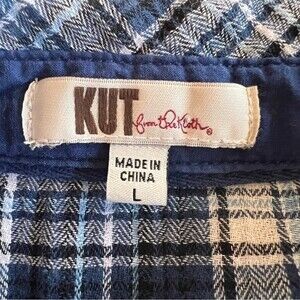 KUT from the Kloth®
MADE IN
CHINA
L